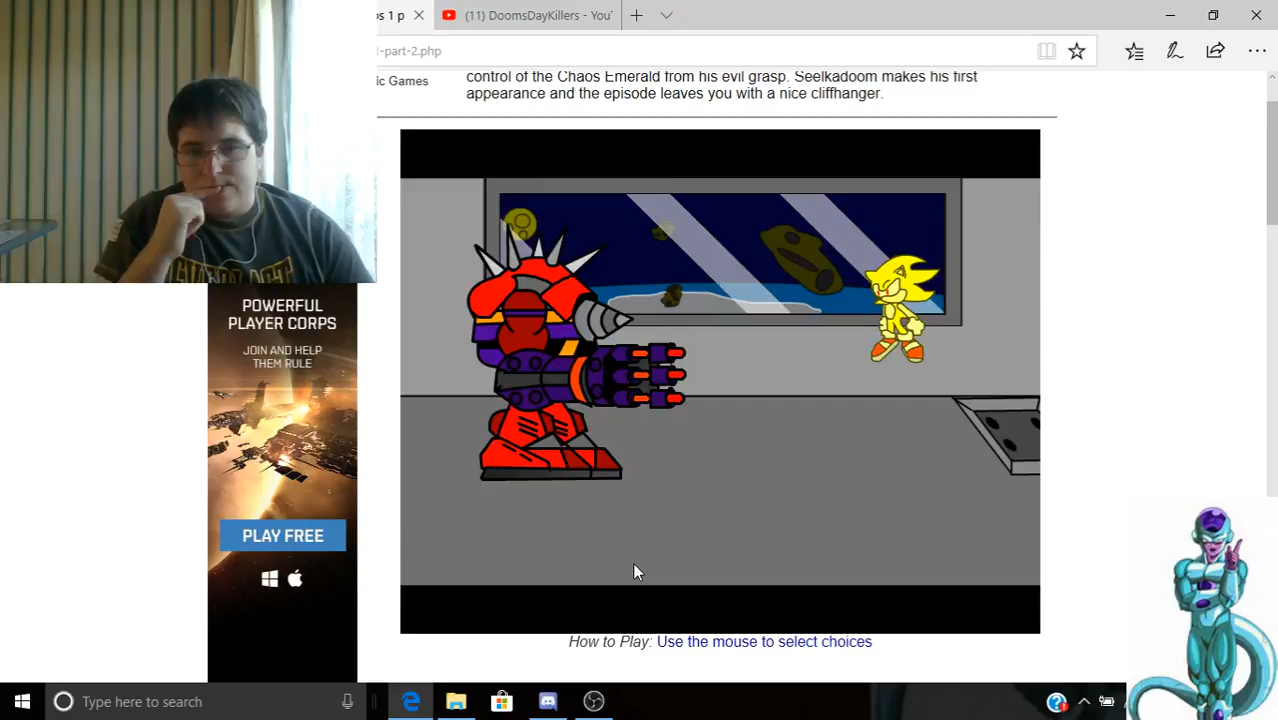 os 1 p
(11) DoomsDayKillers - You
1-part-2.php
ic Games
control of the Chaos Emerald from his evil grasp. Seelkadoom makes his first
appearance and the episode leaves you with a nice cliffhanger.
POWERFUL
PLAYER CORPS
JOIN AND HELP
THEM RULE
PLAY FREE
How to Play: Use the mouse to select choices
Type here to search